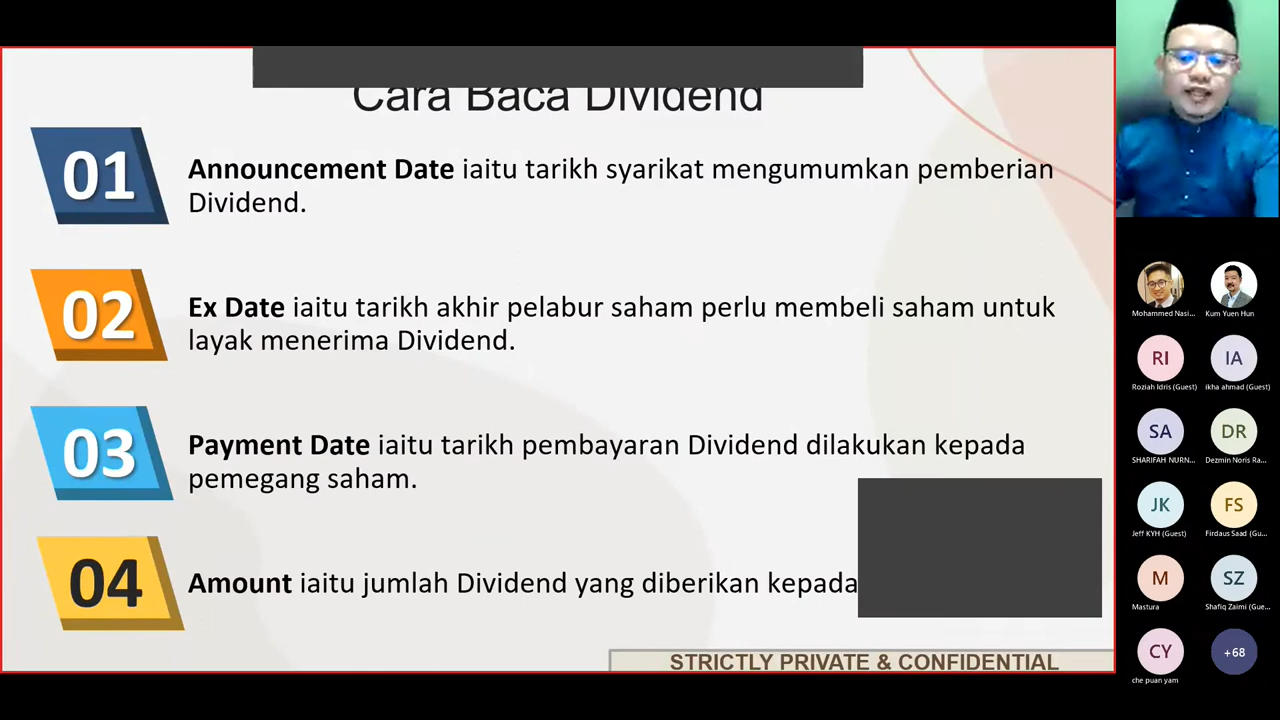 Cara Baca Dividend
01
Announcement Date iaitu tarikh syarikat mengumumkan pemberian
Dividend.
02
Ex Date iaitu tarikh akhir pelabur saham perlu membeli saham untuk
layak menerima Dividend.
03
Payment Date iaitu tarikh pembayaran Dividend dilakukan kepada
pemegang saham.
04
Amount iaitu jumlah Dividend yang diberikan kepada
STRICTLY PRIVATE & CONFIDENTIAL
Mohammed Nasi...
Kum Yuen Hun
RI
IA
Roziah Idris (Guest)
ikha ahmad (Guest)
SA
DR
SHARIFAH NURN...
Dezmin Noris Ra...
JK
FS
Jeff KYH (Guest)
Firdaus Saad (Gu...
M
SZ
Mastura
Shafiq Zaimi (Gue...
CY
+68
che puan yam